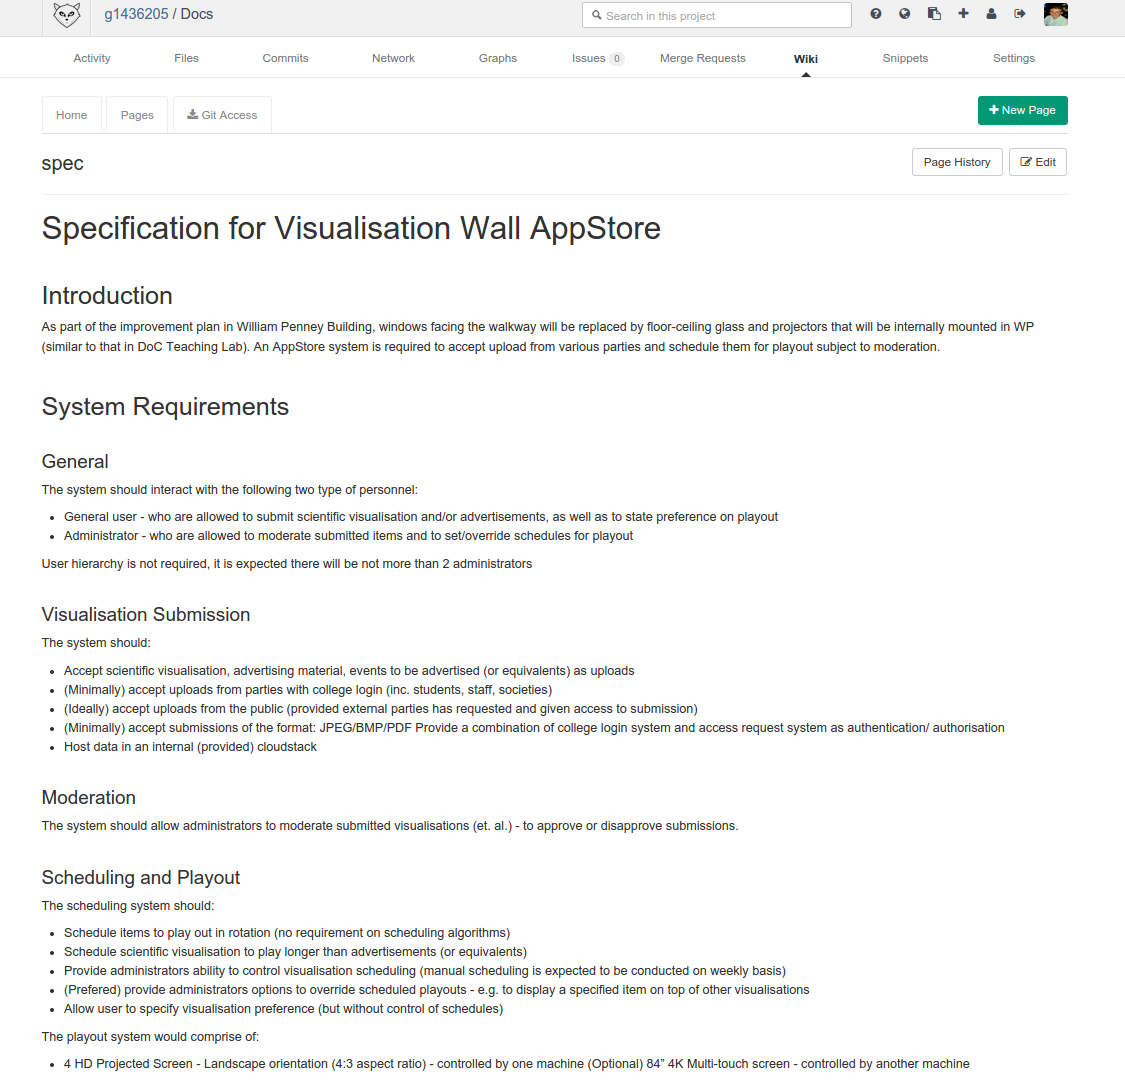 g1436205 / Docs
Search in this project
Activity
Files
Commits
Network
Graphs
Issues 0
Merge Requests
Wiki
Snippets
Settings
Home
Pages
Git Access
New Page
spec
Page History
Edit
Specification for Visualisation Wall AppStore
Introduction
As part of the improvement plan in William Penney Building, windows facing the walkway will be replaced by floor-ceiling glass and projectors that will be internally mounted in WP
(similar to that in DoC Teaching Lab). An AppStore system is required to accept upload from various parties and schedule them for playout subject to moderation.
System Requirements
General
The system should interact with the following two type of personnel:
• General user - who are allowed to submit scientific visualisation and/or advertisements, as well as to state preference on playout
• Administrator - who are allowed to moderate submitted items and to set/override schedules for playout
User hierarchy is not required, it is expected there will be not more than 2 administrators
Visualisation Submission
The system should:
• Accept scientific visualisation, advertising material, events to be advertised (or equivalents) as uploads
• (Minimally) accept uploads from parties with college login (inc. students, staff, societies)
• (Ideally) accept uploads from the public (provided external parties has requested and given access to submission)
• (Minimally) accept submissions of the format: JPEG/BMP/PDF Provide a combination of college login system and access request system as authentication/ authorisation
• Host data in an internal (provided) cloudstack
Moderation
The system should allow administrators to moderate submitted visualisations (et. al.) - to approve or disapprove submissions.
Scheduling and Playout
The scheduling system should:
• Schedule items to play out in rotation (no requirement on scheduling algorithms)
• Schedule scientific visualisation to play longer than advertisements (or equivalents)
• Provide administrators ability to control visualisation scheduling (manual scheduling is expected to be conducted on weekly basis)
• (Prefered) provide administrators options to override scheduled playouts - e.g. to display a specified item on top of other visualisations
• Allow user to specify visualisation preference (but without control of schedules)
The playout system would comprise of:
• 4 HD Projected Screen - Landscape orientation (4:3 aspect ratio) - controlled by one machine (Optional) 84” 4K Multi-touch screen - controlled by another machine